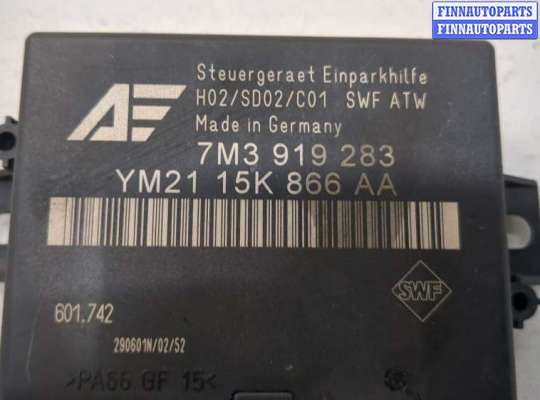 FINNAUTOPARTS
FINNAUTOPARTS
AF
Steuergeraet Einparkhilfe
H02/SD02/C01 SWF ATW
Made in Germany
7M3 919 283
YM21 15K 866 AA
SWF
601.742
290601N/02/52
>PA66 GF 15<